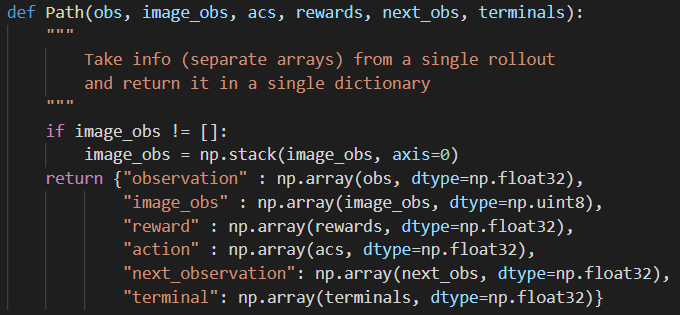 def Path(obs, image_obs, acs, rewards, next_obs, terminals):
    """
        Take info (separate arrays) from a single rollout
        and return it in a single dictionary
    """
    if image_obs != []:
        image_obs = np.stack(image_obs, axis=0)
    return {"observation" : np.array(obs, dtype=np.float32),
            "image_obs" : np.array(image_obs, dtype=np.uint8),
            "reward" : np.array(rewards, dtype=np.float32),
            "action" : np.array(acs, dtype=np.float32),
            "next_observation": np.array(next_obs, dtype=np.float32),
            "terminal": np.array(terminals, dtype=np.float32)}